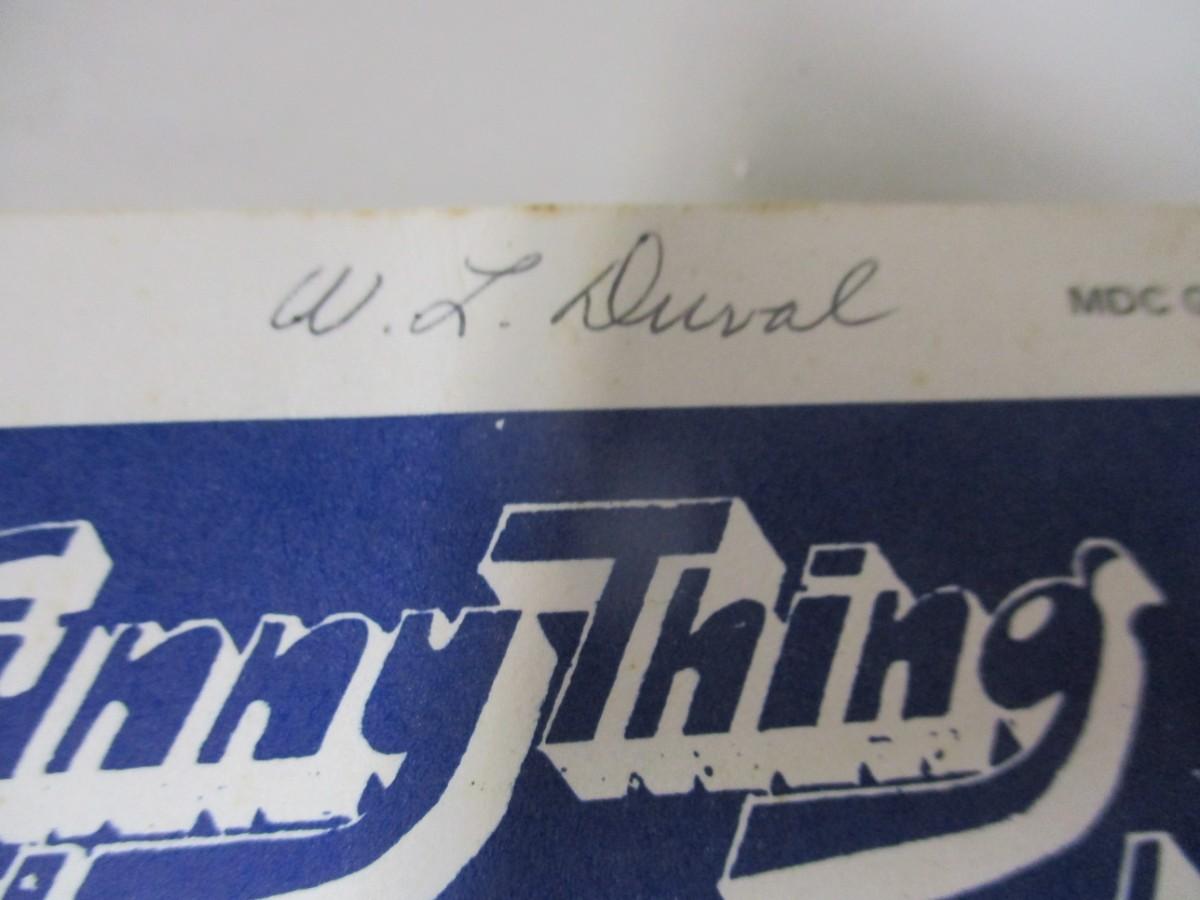 W. L. Duval
MDC
Funny Thing